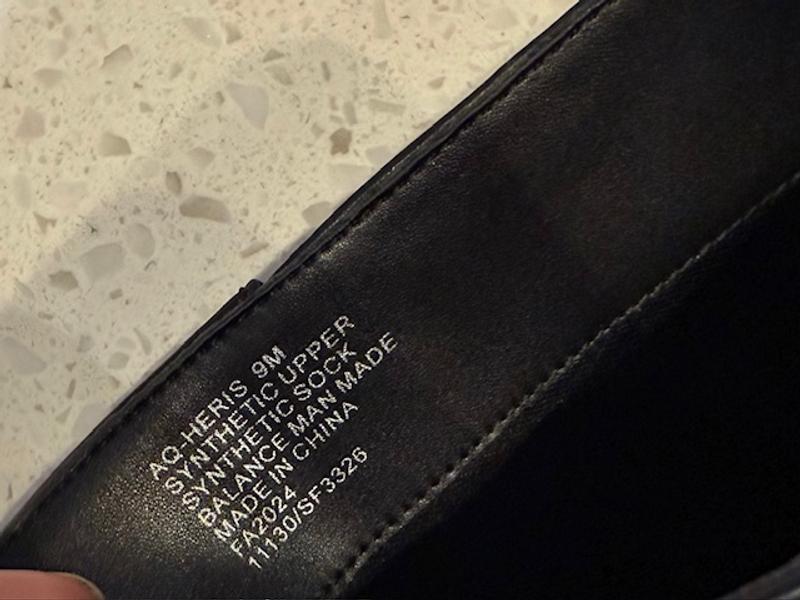 AQ-HERIS 9M
SYNTHETIC UPPER
SYNTHETIC SOCK
BALANCE MAN MADE
MADE IN CHINA
FA2024
11130/SF3326